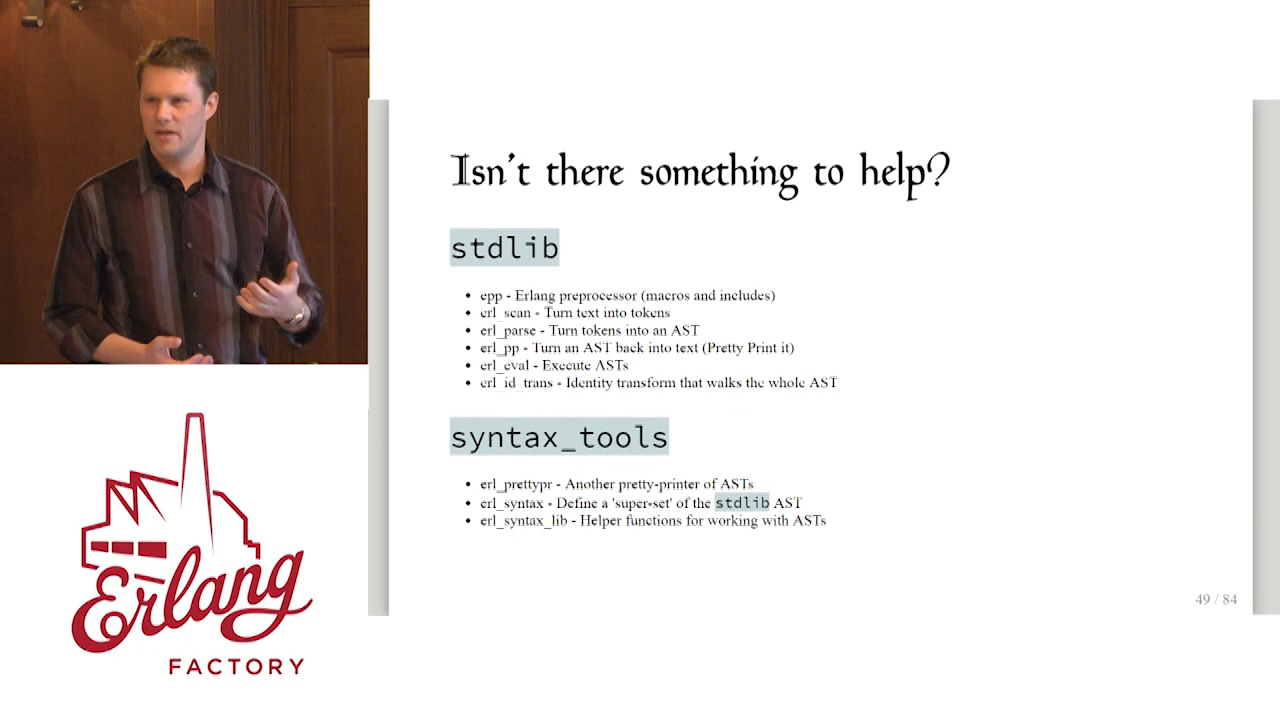 Isn't there something to help?
stdlib
• epp - Erlang preprocessor (macros and includes)
• erl_scan - Turn text into tokens
• erl_parse - Turn tokens into an AST
• erl_pp - Turn an AST back into text (Pretty Print it)
• erl_eval - Execute ASTs
• erl_id_trans - Identity transform that walks the whole AST
syntax_tools
• erl_prettypr - Another pretty-printer of ASTs
• erl_syntax - Define a 'super-set' of the stdlib AST
• erl_syntax_lib - Helper functions for working with ASTs
49 / 84
Erlang
FACTORY